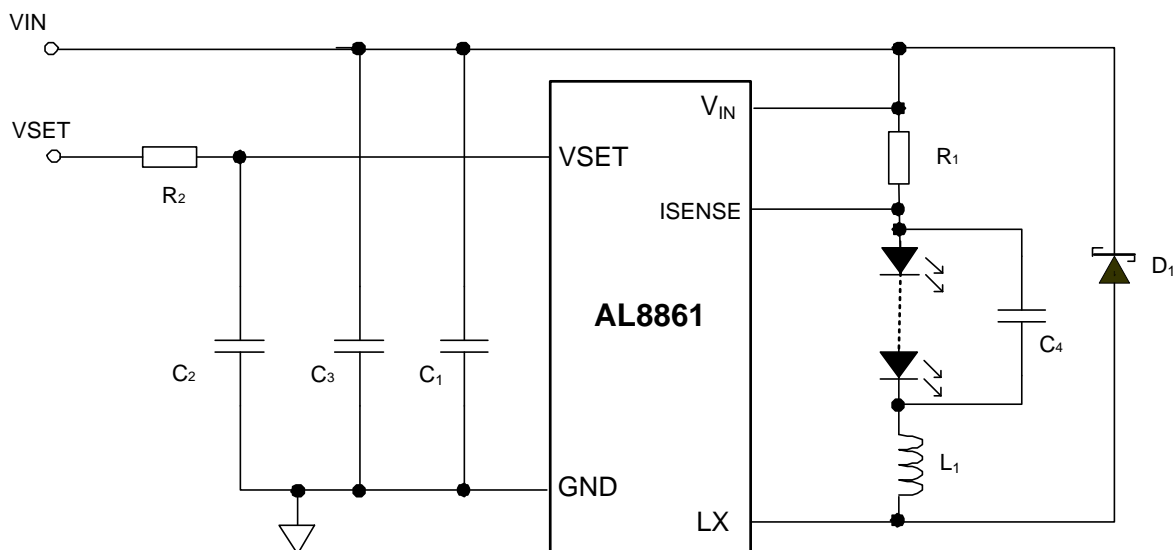 VIN
VIN
VSET
VSET
R1
R2
ISENSE
D1
AL8861
C2
C3
C1
C4
GND
L1
LX